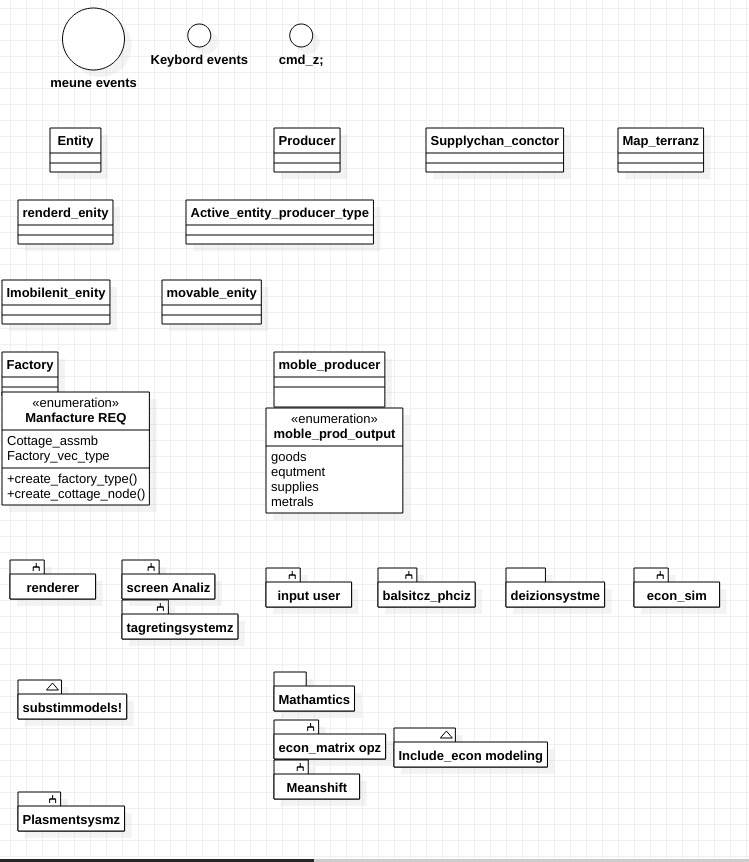 meune events
Keybord events
cmd_z;
Entity
Producer
Supplychan_conctor
Map_terranz
renderd_enity
Active_entity_producer_type
Imobilenit_enity
movable_enity
Factory
moble_producer
«enumeration»
Manfacture REQ
Cottage_assmb
Factory_vec_type
+create_factory_type()
+create_cottage_node()
«enumeration»
moble_prod_output
goods
equtment
supplies
metrals
renderer
screen Analiz
tagretingsystemz
input user
balsitcz_phciz
deizionsystme
econ_sim
substimmodels!
Mathamtics
econ_matrix opz
Include_econ modeling
Meanshift
Plasmentsysmz